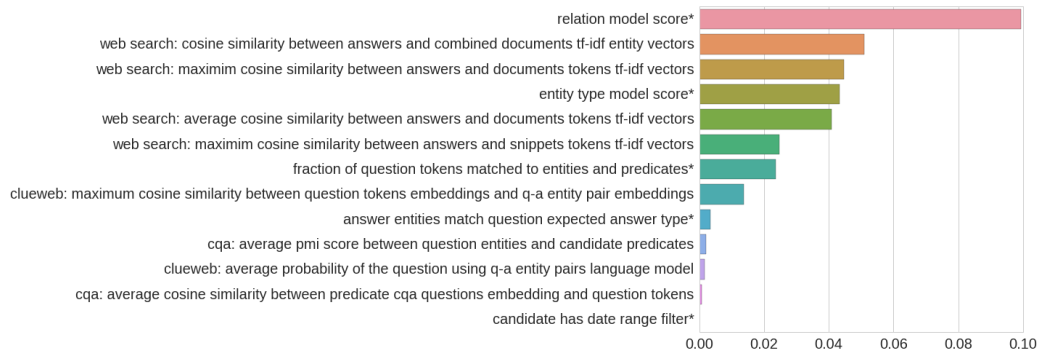 relation model score*
web search: cosine similarity between answers and combined documents tf-idf entity vectors
web search: maximim cosine similarity between answers and documents tokens tf-idf vectors
entity type model score*
web search: average cosine similarity between answers and documents tokens tf-idf vectors
web search: maximim cosine similarity between answers and snippets tokens tf-idf vectors
fraction of question tokens matched to entities and predicates*
clueweb: maximum cosine similarity between question tokens embeddings and q-a entity pair embeddings
answer entities match question expected answer type*
cqa: average pmi score between question entities and candidate predicates
clueweb: average probability of the question using q-a entity pairs language model
cqa: average cosine similarity between predicate cqa questions embedding and question tokens
candidate has date range filter*
0.00 0.02 0.04 0.06 0.08 0.10